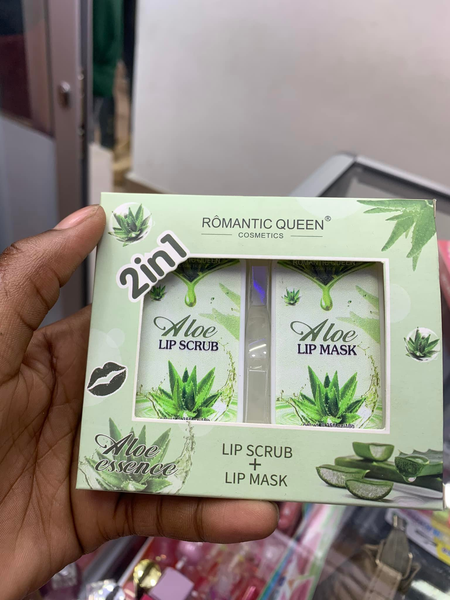 RÔMANTIC QUEEN®
COSMETICS
2in1
Aloe
LIP SCRUB
Aloe
LIP MASK
Aloe
essence
LIP SCRUB
+
LIP MASK